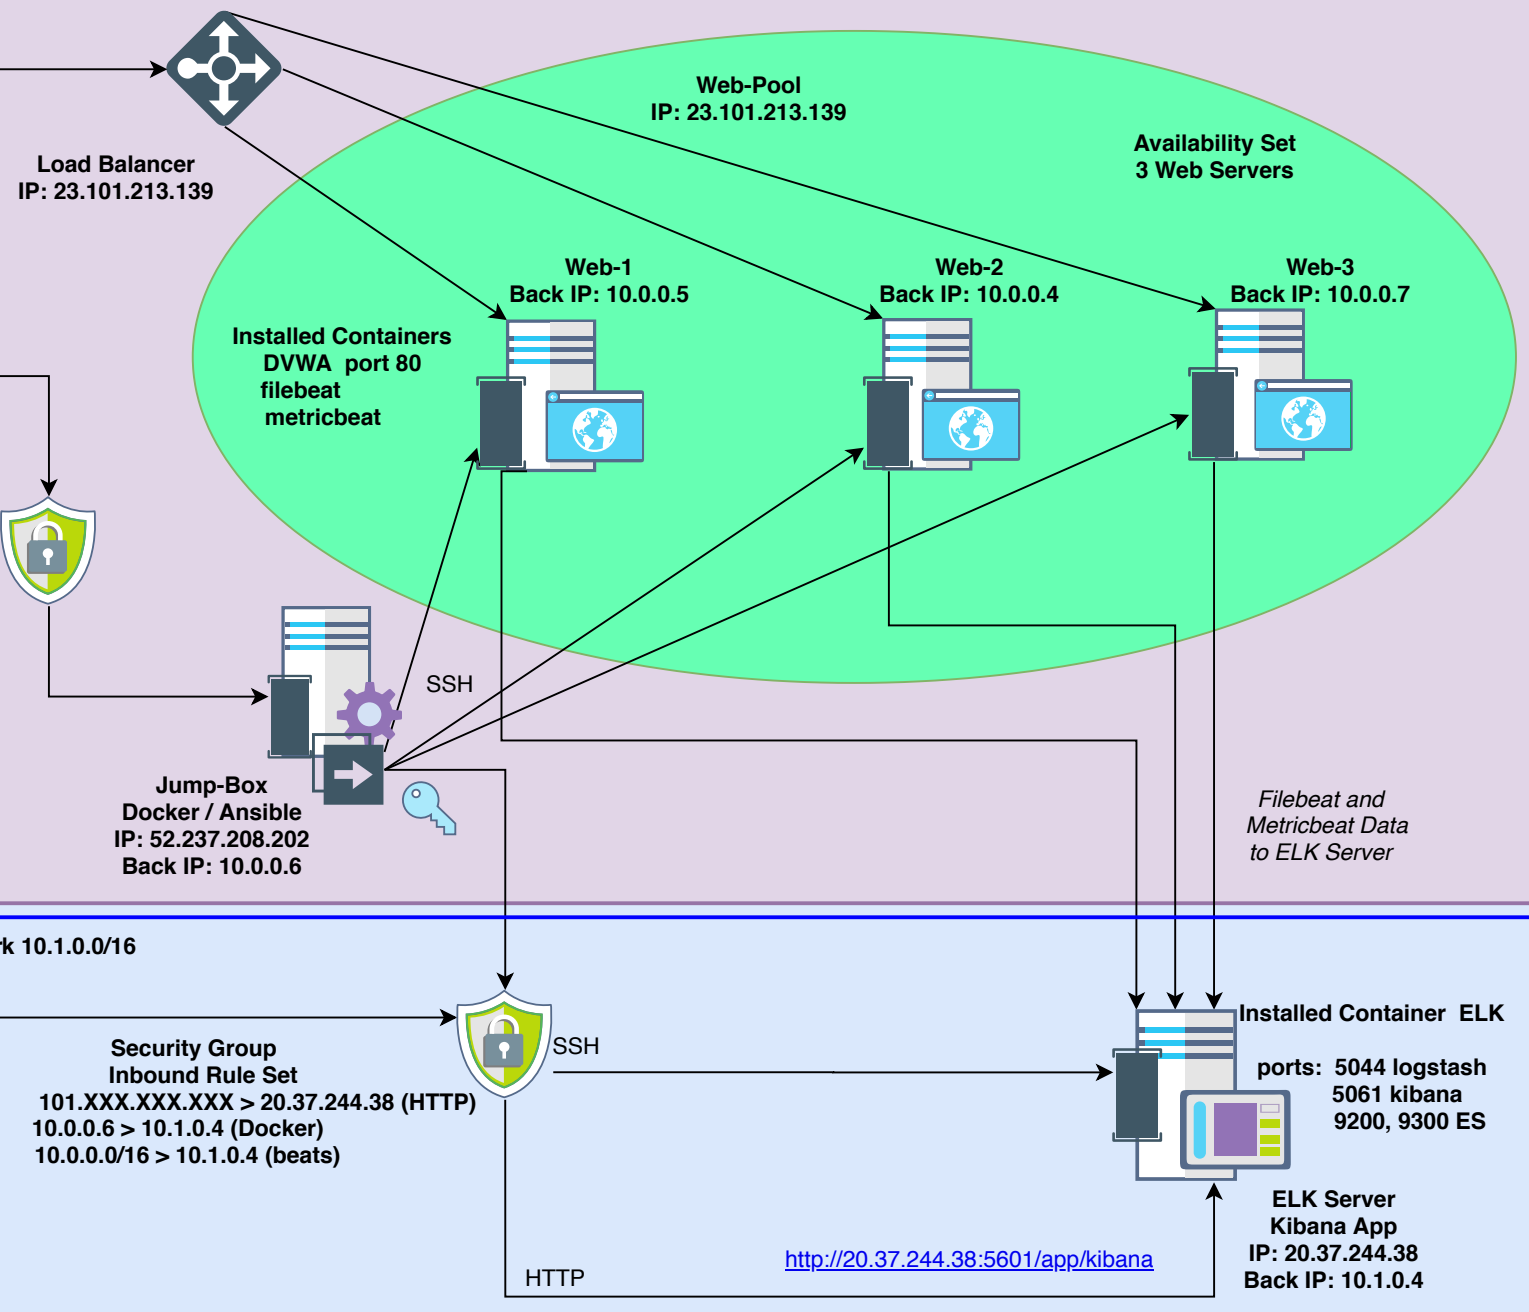 Web-Pool
IP: 23.101.213.139
Availability Set
3 Web Servers
Load Balancer
IP: 23.101.213.139
Web-1
Back IP: 10.0.0.5
Web-2
Back IP: 10.0.0.4
Web-3
Back IP: 10.0.0.7
Installed Containers
DVWA port 80
filebeat
metricbeat
SSH
Jump-Box
Docker / Ansible
IP: 52.237.208.202
Back IP: 10.0.0.6
Filebeat and
Metricbeat Data
to ELK Server
10.1.0.0/16
Security Group
Inbound Rule Set
101.XXX.XXX.XXX > 20.37.244.38 (HTTP)
10.0.0.6 > 10.1.0.4 (Docker)
10.0.0.0/16 > 10.1.0.4 (beats)
SSH
Installed Container ELK
ports: 5044 logstash
5061 kibana
9200, 9300 ES
ELK Server
Kibana App
IP: 20.37.244.38
Back IP: 10.1.0.4
http://20.37.244.38:5601/app/kibana
HTTP